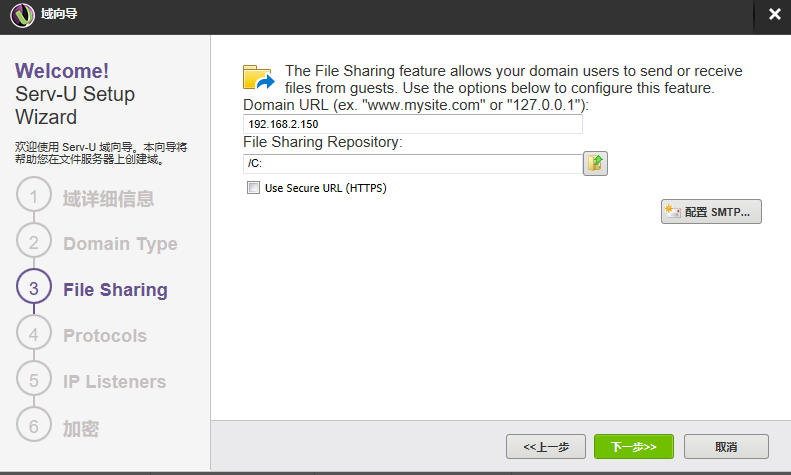 域向导
Welcome!
Serv-U Setup
Wizard
欢迎使用 Serv-U 域向导。本向导将
帮助您在文件服务器上创建域。
1 域详细信息
2 Domain Type
3 File Sharing
4 Protocols
5 IP Listeners
6 加密
The File Sharing feature allows your domain users to send or receive
files from guests. Use the options below to configure this feature.
Domain URL (ex. "www.mysite.com" or "127.0.0.1"):
192.168.2.150
File Sharing Repository:
/C:
Use Secure URL (HTTPS)
配置 SMTP...
<<上一步
下一步>>
取消